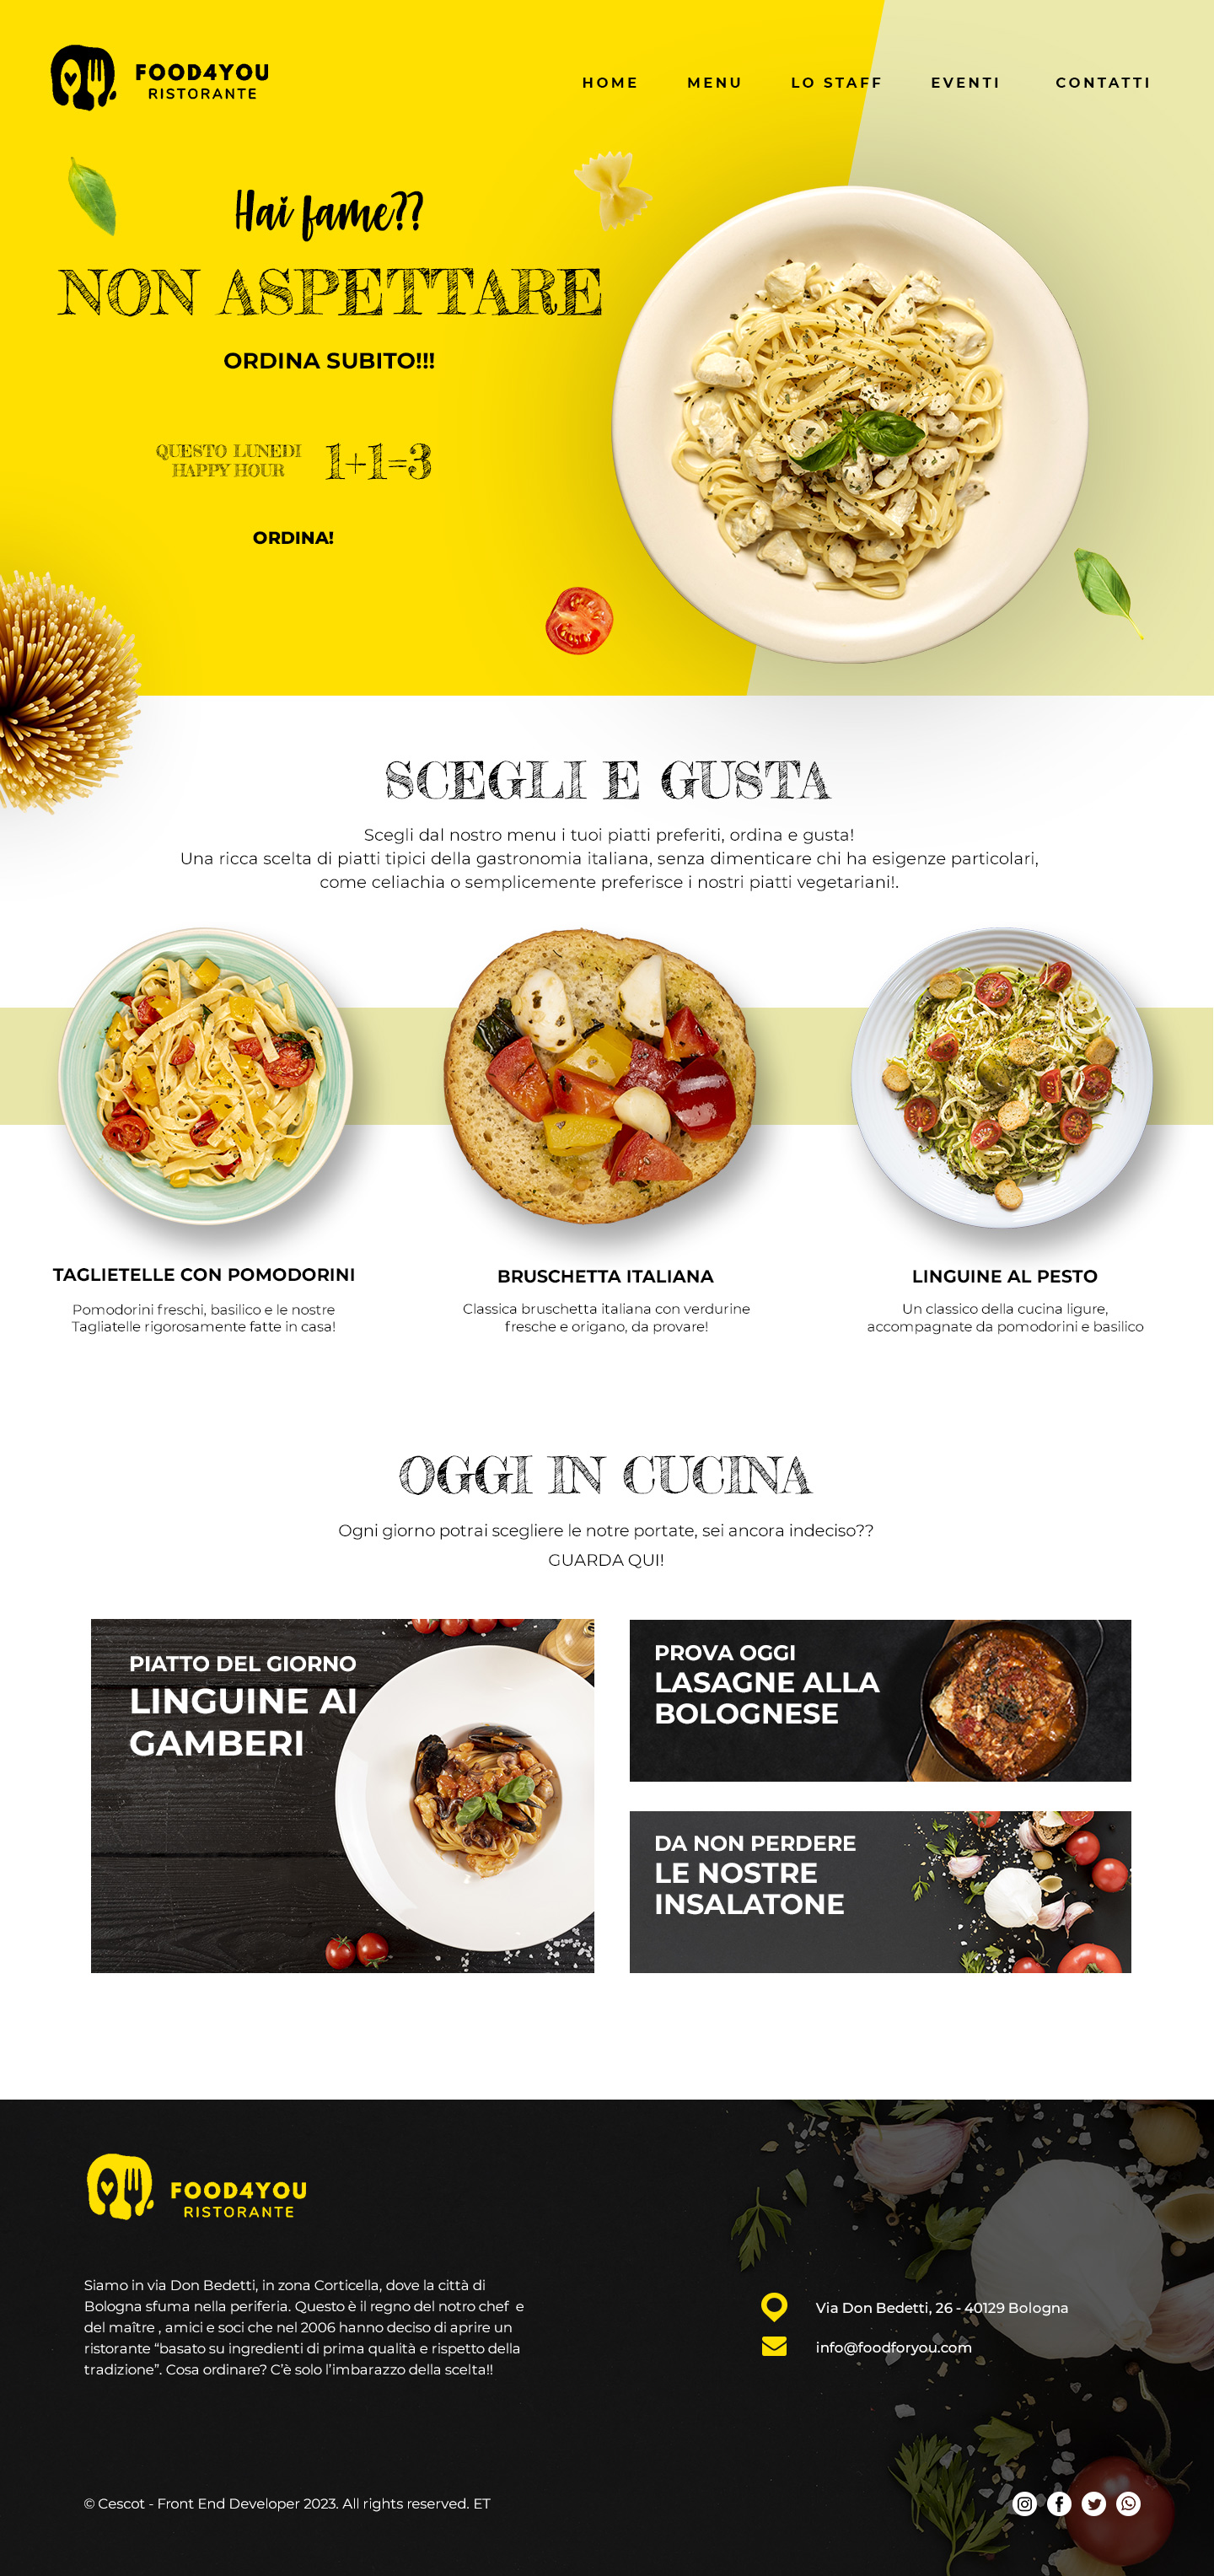 FOOD4YOU
RISTORANTE
HOME MENU LO STAFF EVENTI CONTATTI
Hai fame??
NON ASPETTARE
ORDINA SUBITO!!!
QUESTO LUNEDI
HAPPY HOUR
1+1=3
ORDINA!
SCEGLI E GUSTA
Scegli dal nostro menu i tuoi piatti preferiti, ordina e gusta!
Una ricca scelta di piatti tipici della gastronomia italiana, senza dimenticare chi ha esigenze particolari,
come celiachia o semplicemente preferisce i nostri piatti vegetariani!.
TAGLIETELLE CON POMODORINI
Pomodorini freschi, basilico e le nostre
Tagliatelle rigorosamente fatte in casa!
BRUSCHETTA ITALIANA
Classica bruschetta italiana con verdurine
fresche e origano, da provare!
LINGUINE AL PESTO
Un classico della cucina ligure,
accompagnate da pomodorini e basilico
OGGI IN CUCINA
Ogni giorno potrai scegliere le notre portate, sei ancora indeciso??
GUARDA QUI!
PIATTO DEL GIORNO
LINGUINE AI
GAMBERI
PROVA OGGI
LASAGNE ALLA
BOLOGNESE
DA NON PERDERE
LE NOSTRE
INSALATONE
FOOD4YOU
RISTORANTE
Siamo in via Don Bedetti, in zona Corticella, dove la città di
Bologna sfuma nella periferia. Questo è il regno del notro chef e
del maître , amici e soci che nel 2006 hanno deciso di aprire un
ristorante “basato su ingredienti di prima qualità e rispetto della
tradizione”. Cosa ordinare? C’è solo l’imbarazzo della scelta!!
Via Don Bedetti, 26 - 40129 Bologna
info@foodforyou.com
© Cescot - Front End Developer 2023. All rights reserved. ET